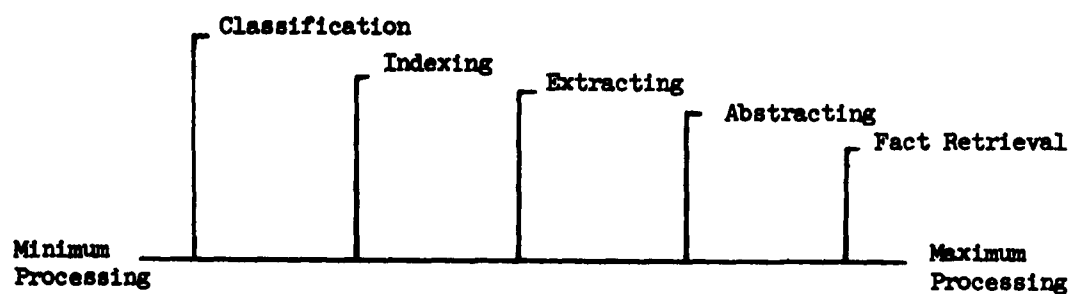 Classification
Indexing
Extracting
Abstracting
Fact Retrieval
Minimum
Processing
Maximum
Processing